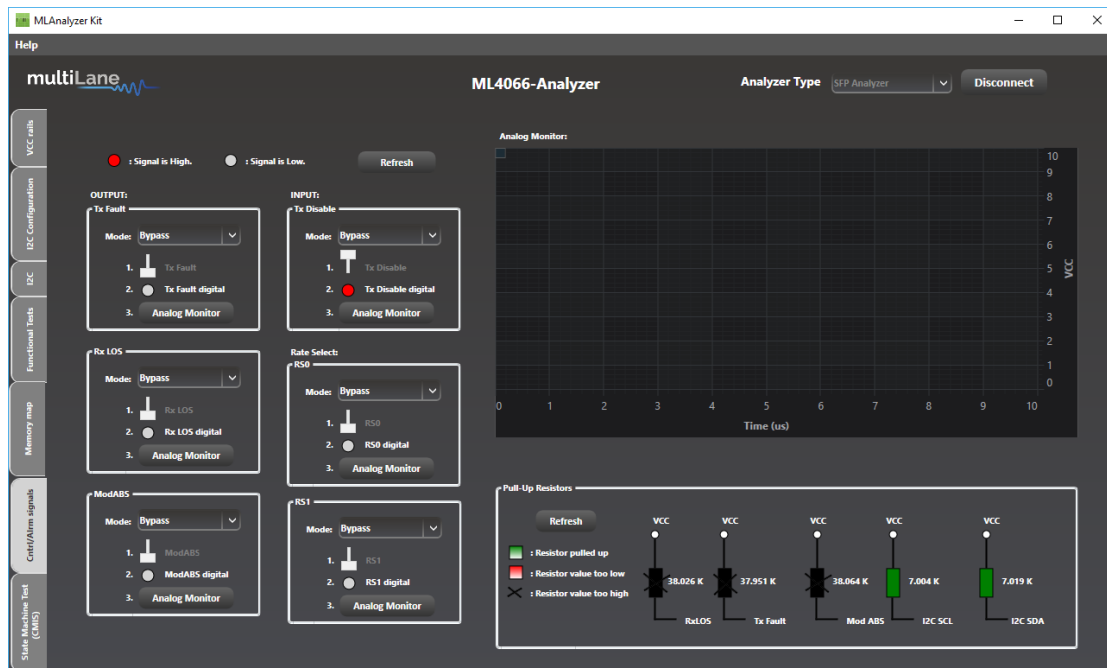 MLAnalyzer Kit
Help
multiLane
ML4066-Analyzer
Analyzer Type
SFP Analyzer
Disconnect
VCC rails
I2C Configuration
I2C
Functional Tests
Memory map
Cntrl/Alrm signals
State Machine Test
(CMIS)
: Signal is High.
: Signal is Low.
Refresh
OUTPUT:
Tx Fault
Mode: Bypass
1. Tx Fault
2. Tx Fault digital
3. Analog Monitor
INPUT:
Tx Disable
Mode: Bypass
1. Tx Disable
2. Tx Disable digital
3. Analog Monitor
Rx LOS
Mode: Bypass
1. Rx LOS
2. Rx LOS digital
3. Analog Monitor
Rate Select:
RS0
Mode: Bypass
1. RS0
2. RS0 digital
3. Analog Monitor
ModABS
Mode: Bypass
1. ModABS
2. ModABS digital
3. Analog Monitor
RS1
Mode: Bypass
1. RS1
2. RS1 digital
3. Analog Monitor
Analog Monitor:
10
9
8
7
6
5
4
3
2
1
0
VCC
0 1 2 3 4 5 6 7 8 9 10
Time (us)
Pull-Up Resistors
Refresh
: Resistor pulled up
: Resistor value too low
: Resistor value too high
VCC VCC VCC VCC VCC
38.026 K 37.951 K 38.064 K 7.004 K 7.019 K
RxLOS Tx Fault Mod ABS I2C SCL I2C SDA